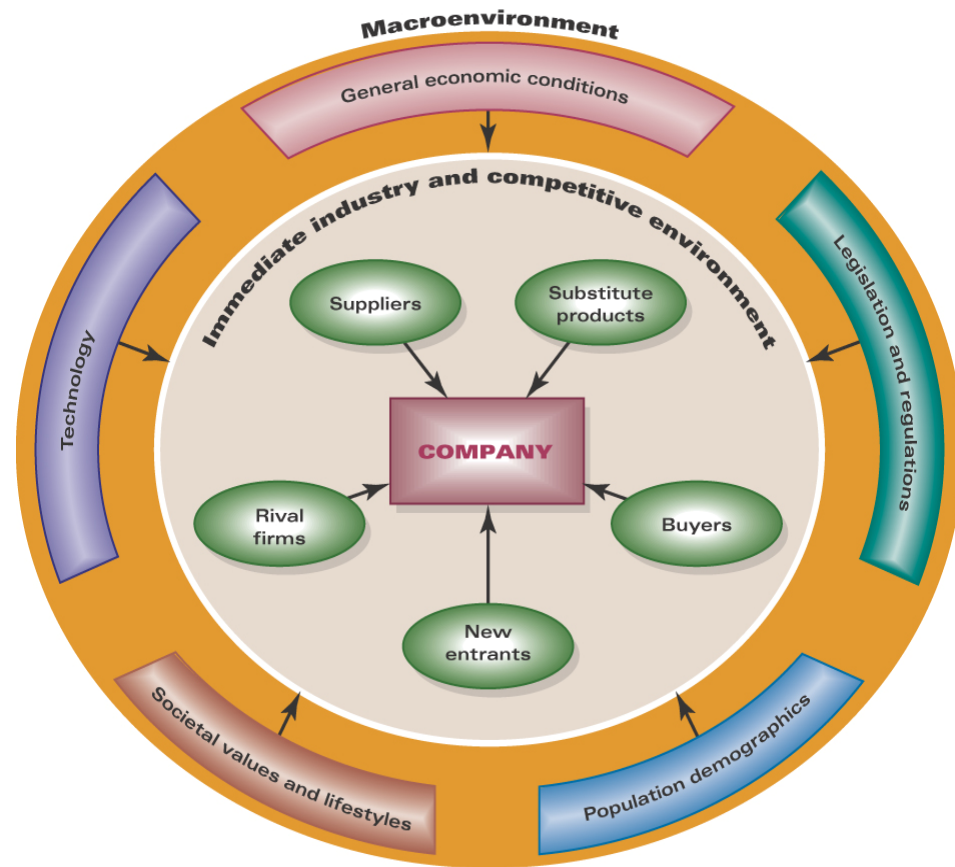 Macroenvironment
General economic conditions
Immediate industry and competitive environment
Technology
Legislation and regulations
Suppliers
Substitute
products
COMPANY
Rival
firms
Buyers
New
entrants
Societal values and lifestyles
Population demographics